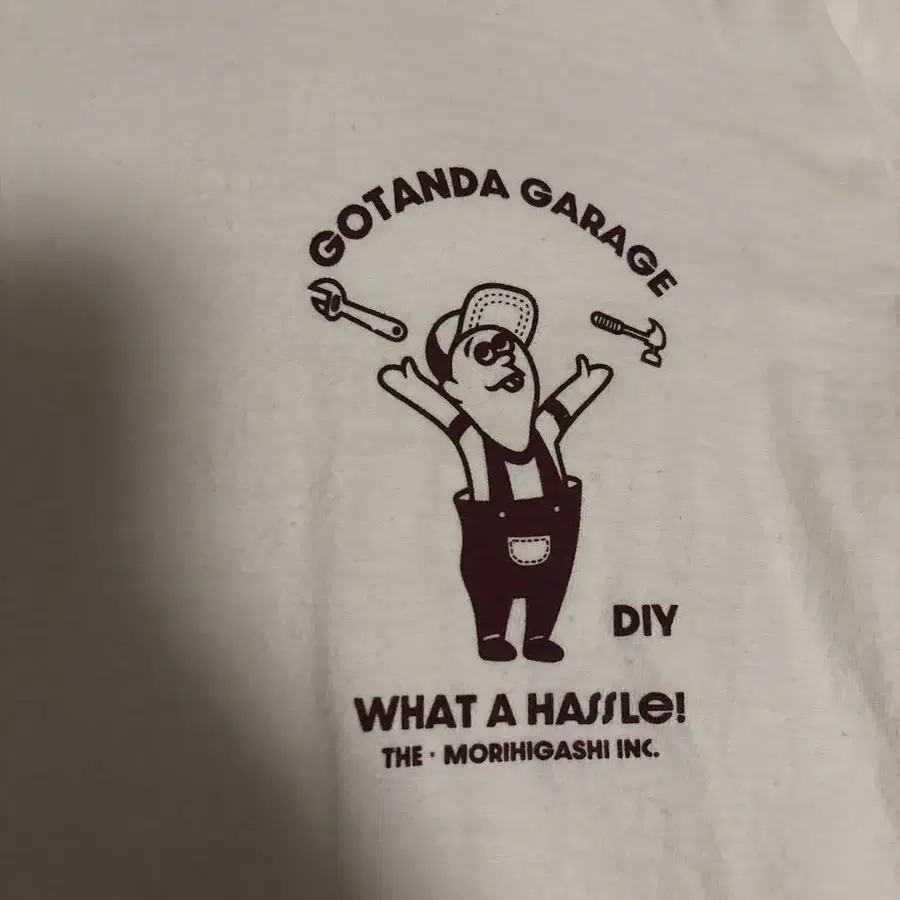 GOTANDA GARAGE
DIY
WHAT A HASSLe!
THE · MORIHIGASHI INC.